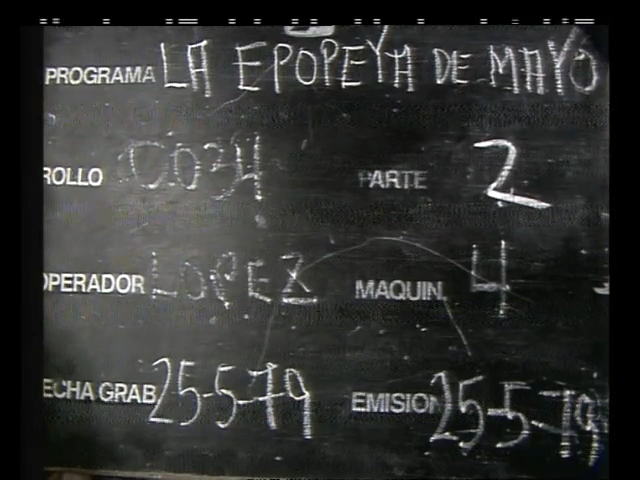 PROGRAMA LA EPOPEYA DE MAYO
ROLLO C034 PARTE 2
OPERADOR LOPEZ MAQUIN. 4
ECHA GRAB 25-5-79 EMISION 25-5-79